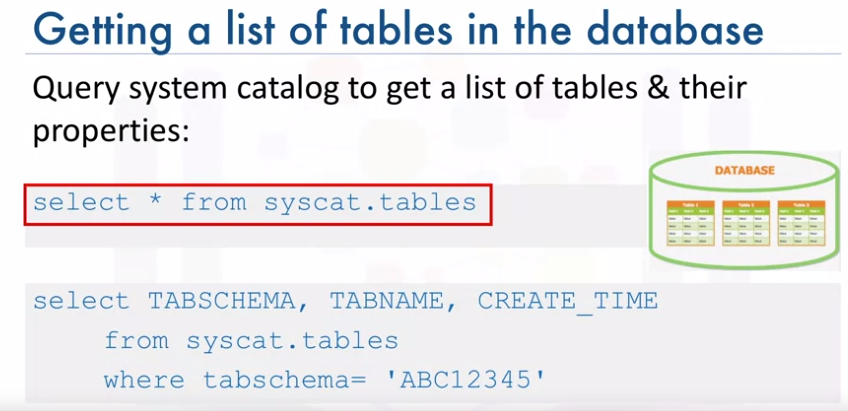 Getting a list of tables in the database
Query system catalog to get a list of tables & their
properties:
select * from syscat.tables
DATABASE
Table 1 Table 2 Table 3
select TABSCHEMA, TABNAME, CREATE_TIME
from syscat.tables
where tabschema= 'ABC12345'